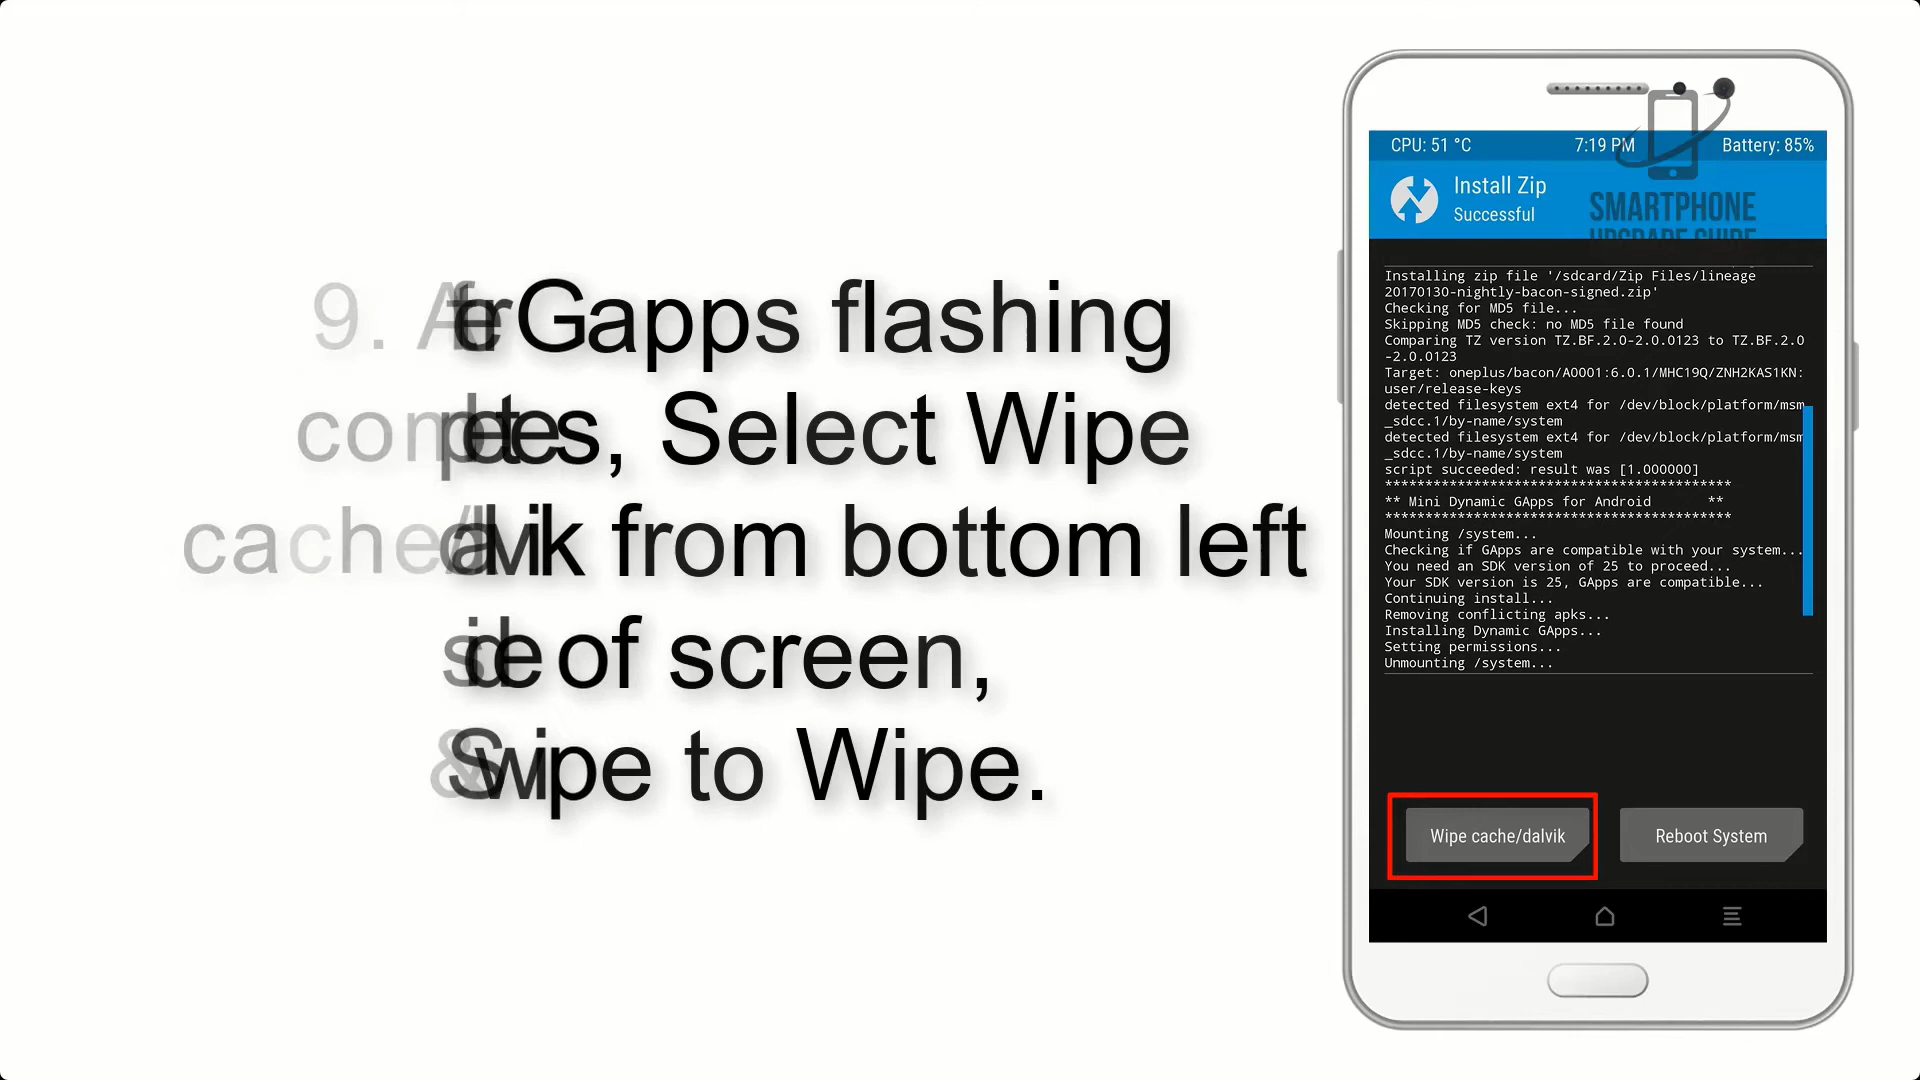 9. After Gapps flashing
completes, Select Wipe
cache/dalvik from bottom left
side of screen,
& Swipe to Wipe.
CPU: 51 °C 7:19 PM Battery: 85%
Install Zip
Successful
SMARTPHONE
UPGRADE GUIDE
Installing zip file '/sdcard/Zip Files/lineage
20170130-nightly-bacon-signed.zip'
Checking for MD5 file...
Skipping MD5 check: no MD5 file found
Comparing TZ version TZ.BF.2.0-2.0.0123 to TZ.BF.2.0
-2.0.0123
Target: oneplus/bacon/A0001:6.0.1/MHC19Q/ZNH2KAS1KN:
user/release-keys
detected filesystem ext4 for /dev/block/platform/msm
_sdcc.1/by-name/system
detected filesystem ext4 for /dev/block/platform/msm
_sdcc.1/by-name/system
script succeeded: result was [1.000000]
******************************************
** Mini Dynamic GApps for Android **
******************************************
Mounting /system...
Checking if GApps are compatible with your system...
You need an SDK version of 25 to proceed...
Your SDK version is 25, GApps are compatible...
Continuing install...
Removing conflicting apks...
Installing Dynamic GApps...
Setting permissions...
Unmounting /system...
Wipe cache/dalvik
Reboot System